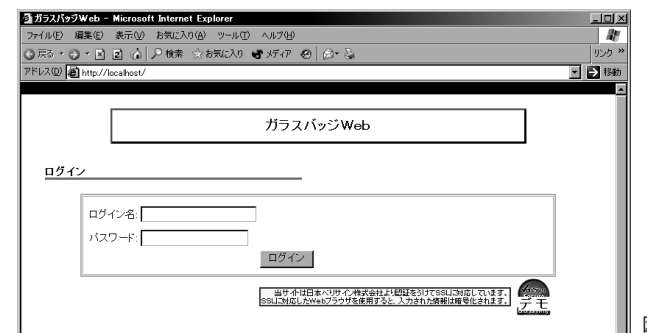 ガラスバッジWeb - Microsoft Internet Explorer
ファイル(F) 編集(E) 表示(V) お気に入り(A) ツール(T) ヘルプ(H)
戻る 検索 お気に入り メディア リンク »
アドレス(D) http://localhost/ 移動
ガラスバッジWeb
ログイン
ログイン名:
パスワード:
ログイン
当サイトは日本ベリサイン株式会社より認証をうけてSSLに対応しています。
SSLに対応したWebブラウザを使用すると、入力された情報は暗号化されます。
デモ